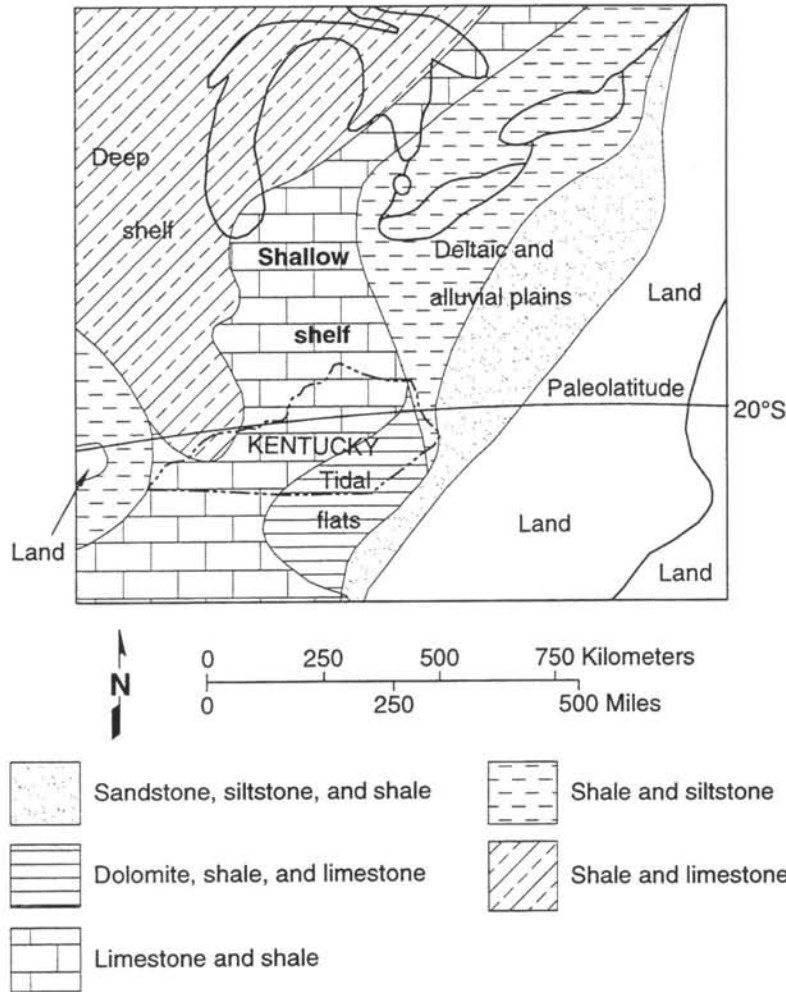 Deep
shelf
Shallow
shelf
Deltaic and
alluvial plains
Land
Paleolatitude
20°S
KENTUCKY
Tidal
flats
Land
Land
Land
N
0 250 500 750 Kilometers
0 250 500 Miles
Sandstone, siltstone, and shale
Shale and siltstone
Dolomite, shale, and limestone
Shale and limestone
Limestone and shale